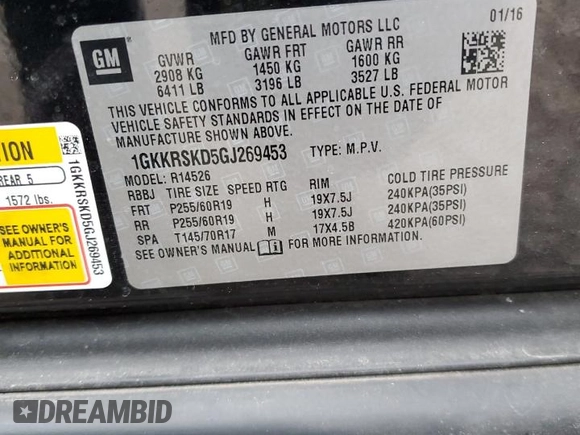 MFD BY GENERAL MOTORS LLC
01/16
GM
GVWR GAWR FRT GAWR RR
2908 KG 1450 KG 1600 KG
6411 LB 3196 LB 3527 LB
THIS VEHICLE CONFORMS TO ALL APPLICABLE U.S. FEDERAL MOTOR
VEHICLE SAFETY STANDARDS IN EFFECT ON THE DATE OF
MANUFACTURE SHOWN ABOVE.
1GKKRSKD5GJ269453 TYPE: M.P.V.
MODEL: R14526
RBBJ TIRE SIZE SPEED RTG RIM COLD TIRE PRESSURE
FRT P255/60R19 H 19X7.5J 240KPA(35PSI)
RR P255/60R19 H 19X7.5J 240KPA(35PSI)
SPA T145/70R17 M 17X4.5B 420KPA(60PSI)
SEE OWNER'S MANUAL FOR MORE INFORMATION
REAR 5
1572 lbs.
SEE OWNER'S
MANUAL FOR
ADDITIONAL
INFORMATION
1GKKRSKD5GJ269453
DREAMBID